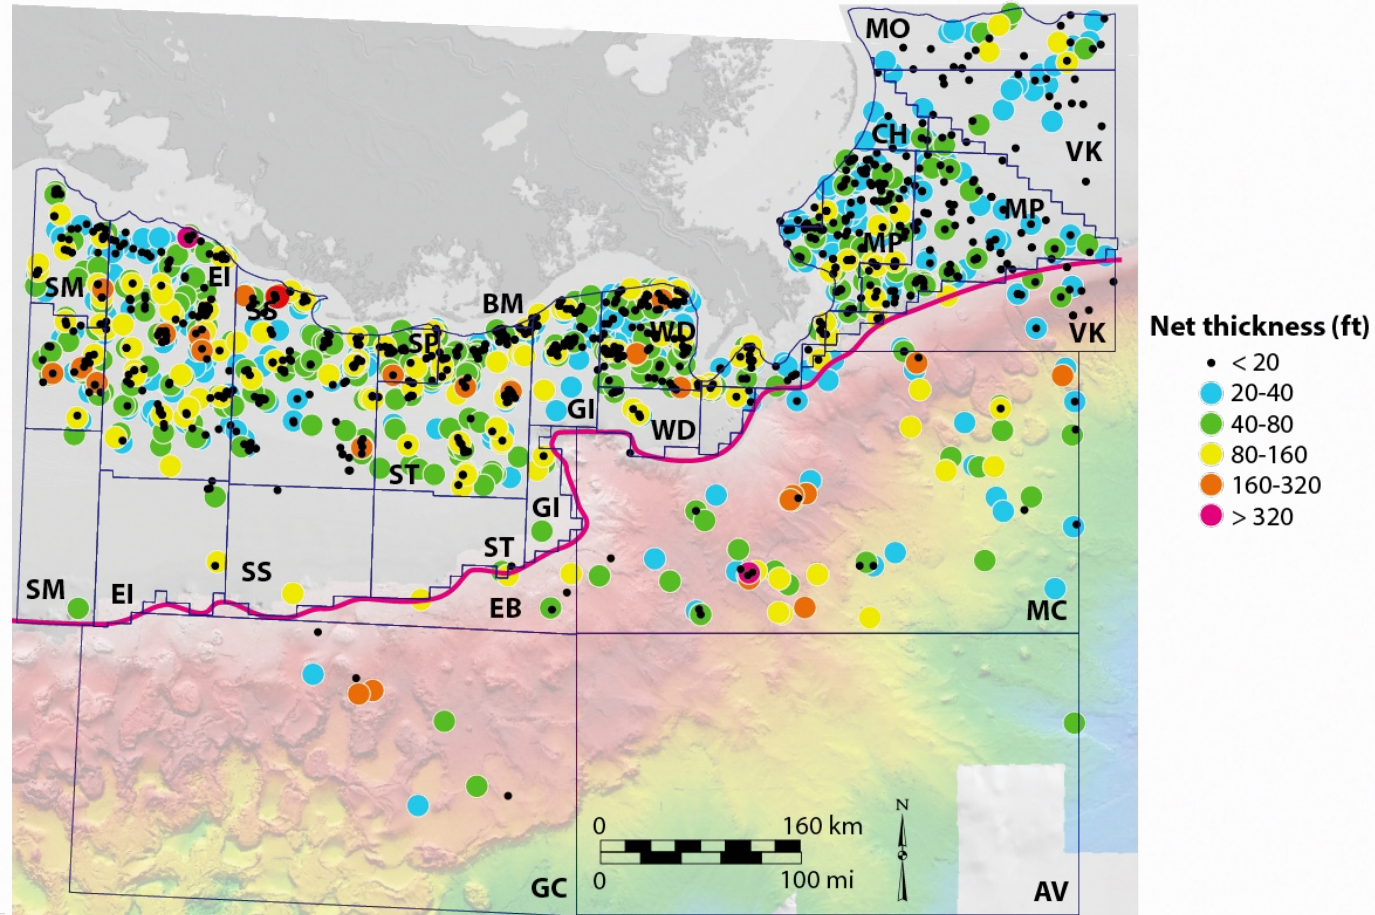 MO
CH
VK
MP
MP
SM
EI
SS
BM
SP
WD
VK
Net thickness (ft)
< 20
20-40
40-80
80-160
160-320
> 320
GI
WD
ST
GI
ST
SS
SM
EI
EB
MC
N
0 160 km
0 100 mi
GC
AV